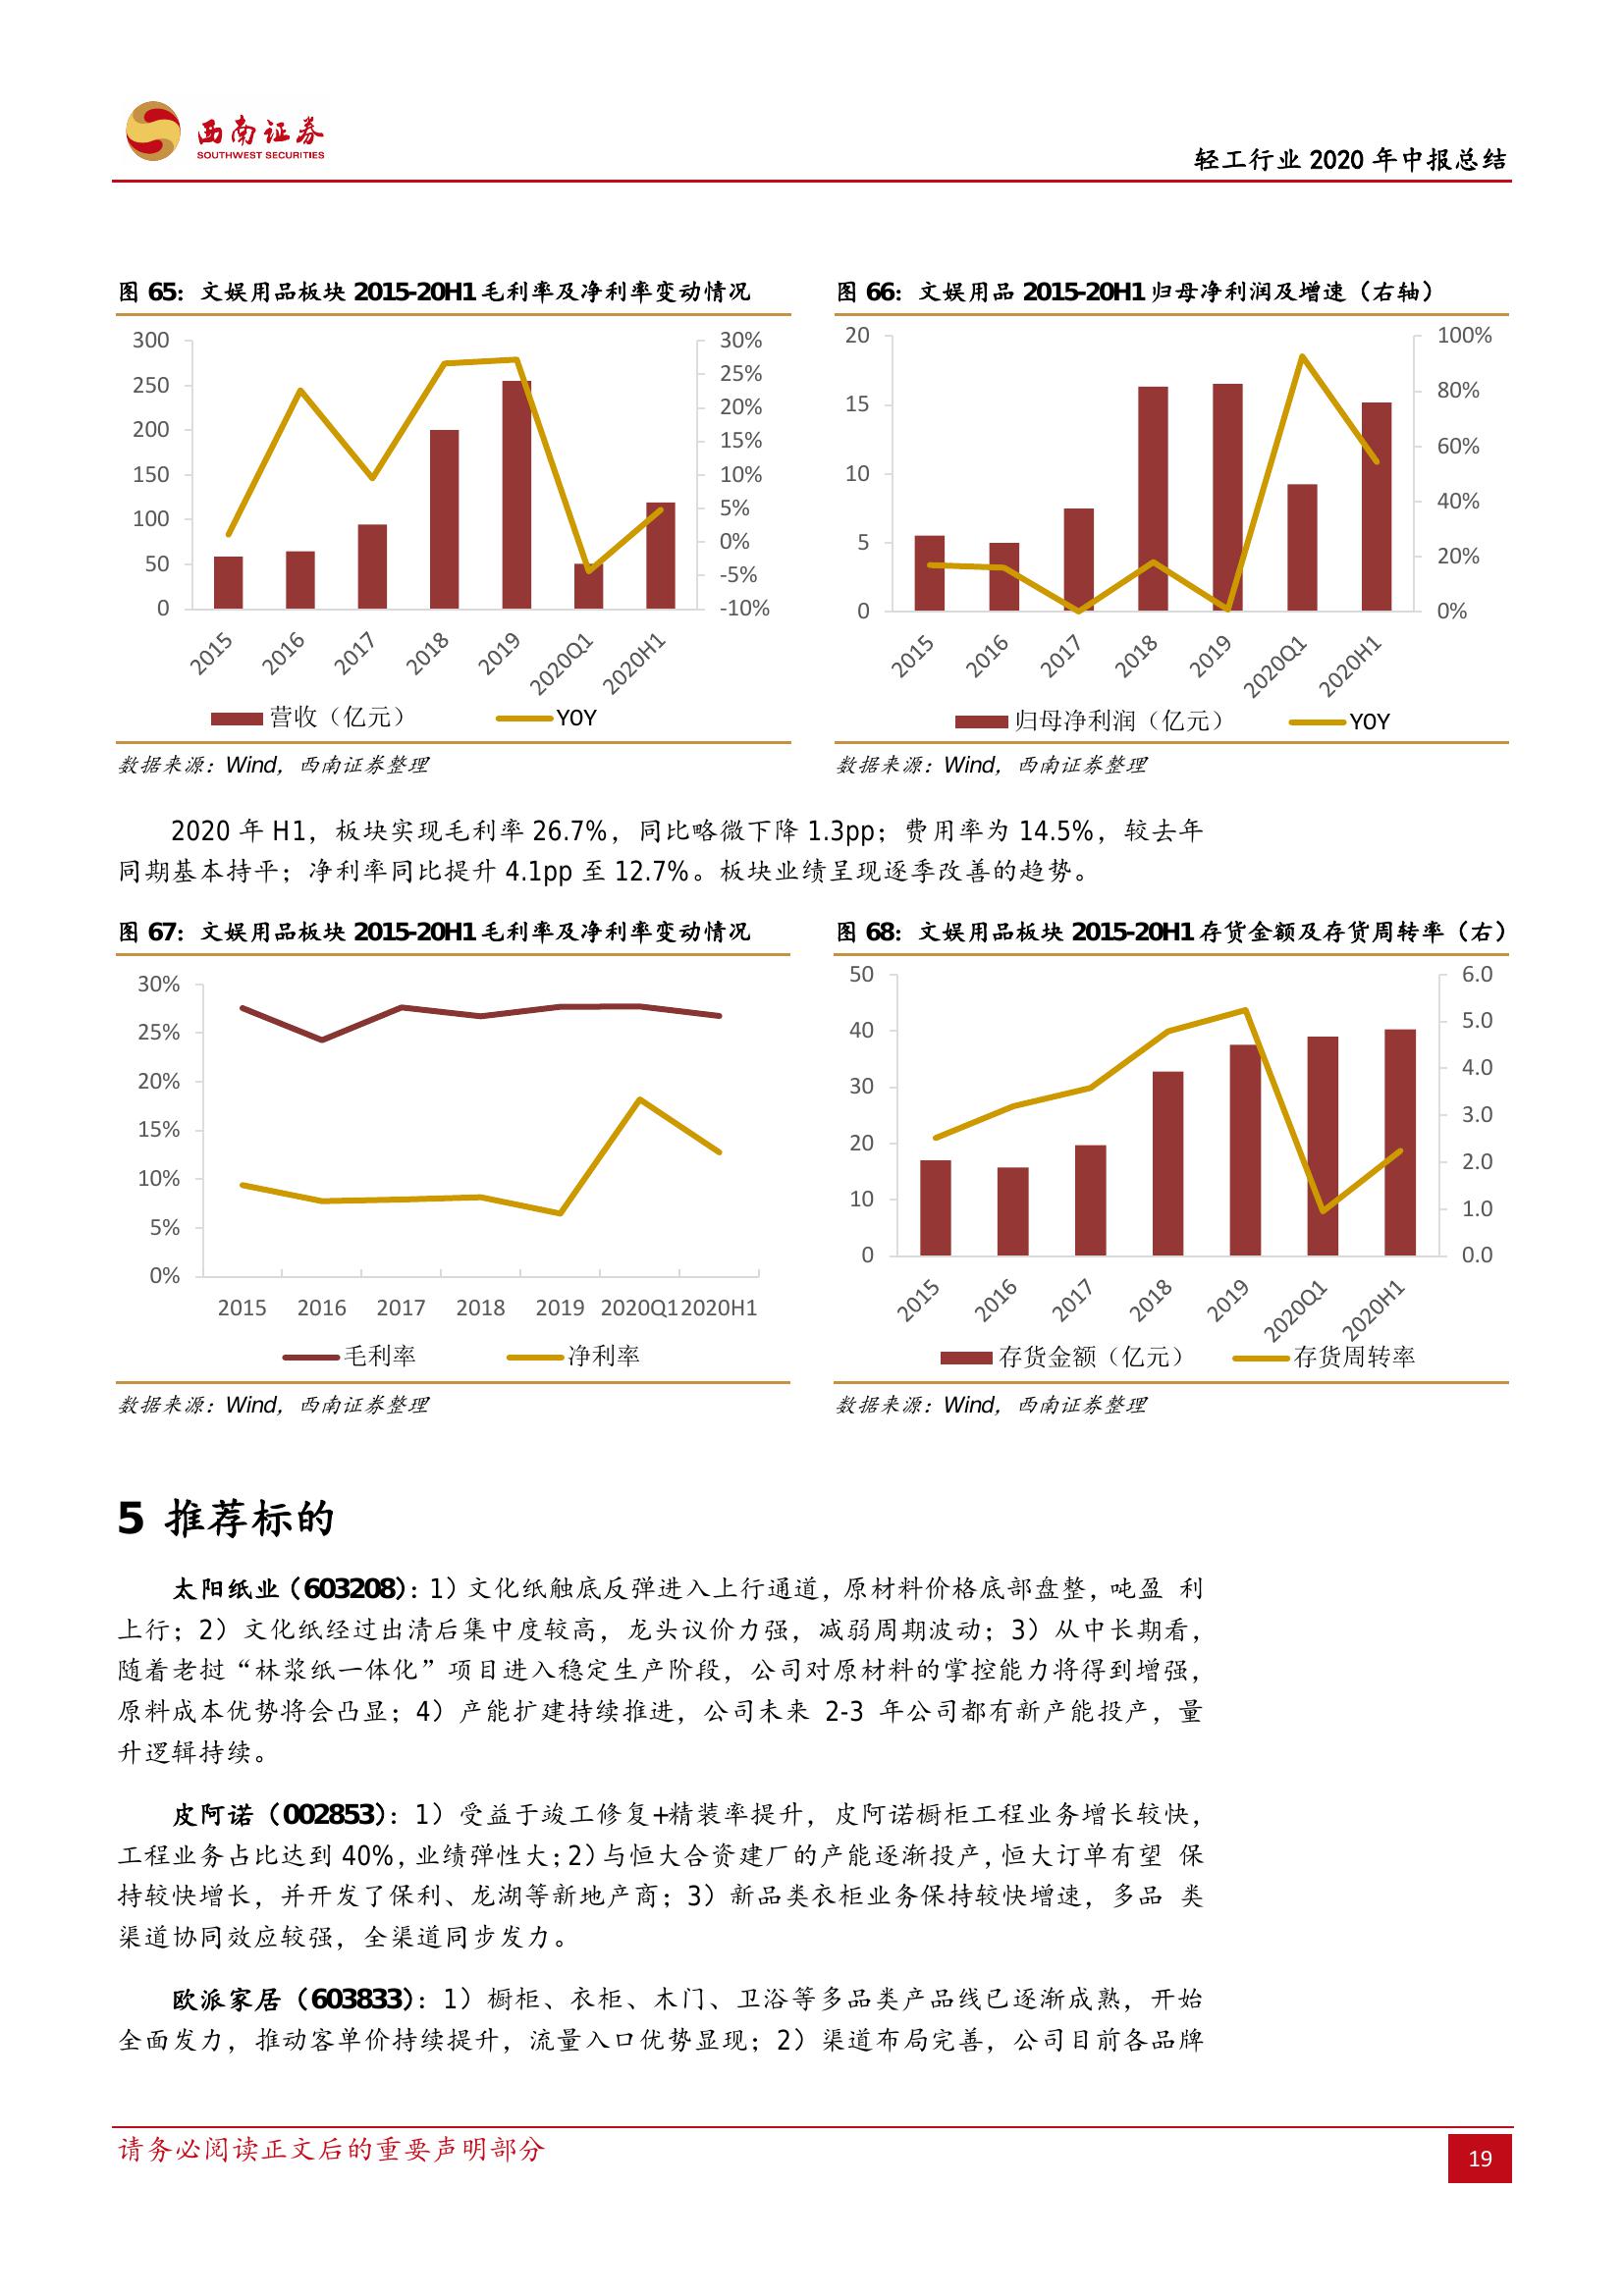 西南证券
SOUTHWEST SECURITIES
轻工行业 2020 年中报总结
图 65：文娱用品板块 2015-20H1 毛利率及净利率变动情况
300
250
200
150
100
50
0
30%
25%
20%
15%
10%
5%
0%
-5%
-10%
2015
2016
2017
2018
2019
2020Q1
2020H1
营收（亿元）
YOY
数据来源：Wind，西南证券整理
图 66：文娱用品 2015-20H1 归母净利润及增速（右轴）
20
15
10
5
0
100%
80%
60%
40%
20%
0%
2015
2016
2017
2018
2019
2020Q1
2020H1
归母净利润（亿元）
YOY
数据来源：Wind，西南证券整理
2020 年 H1，板块实现毛利率 26.7%，同比略微下降 1.3pp；费用率为 14.5%，较去年
同期基本持平；净利率同比提升 4.1pp 至 12.7%。板块业绩呈现逐季改善的趋势。
图 67：文娱用品板块 2015-20H1 毛利率及净利率变动情况
30%
25%
20%
15%
10%
5%
0%
2015
2016
2017
2018
2019
2020Q1
2020H1
毛利率
净利率
数据来源：Wind，西南证券整理
图 68：文娱用品板块 2015-20H1 存货金额及存货周转率（右）
50
40
30
20
10
0
6.0
5.0
4.0
3.0
2.0
1.0
0.0
2015
2016
2017
2018
2019
2020Q1
2020H1
存货金额（亿元）
存货周转率
数据来源：Wind，西南证券整理
5 推荐标的
太阳纸业（603208）：1）文化纸触底反弹进入上行通道，原材料价格底部盘整，吨盈 利
上行；2）文化纸经过出清后集中度较高，龙头议价力强，减弱周期波动；3）从中长期看，
随着老挝“林浆纸一体化”项目进入稳定生产阶段，公司对原材料的掌控能力将得到增强，
原料成本优势将会凸显；4）产能扩建持续推进，公司未来 2-3 年公司都有新产能投产，量
升逻辑持续。
皮阿诺（002853）：1）受益于竣工修复+精装率提升，皮阿诺橱柜工程业务增长较快，
工程业务占比达到 40%，业绩弹性大；2）与恒大合资建厂的产能逐渐投产，恒大订单有望 保
持较快增长，并开发了保利、龙湖等新地产商；3）新品类衣柜业务保持较快增速，多品 类
渠道协同效应较强，全渠道同步发力。
欧派家居（603833）：1）橱柜、衣柜、木门、卫浴等多品类产品线已逐渐成熟，开始
全面发力，推动客单价持续提升，流量入口优势显现；2）渠道布局完善，公司目前各品牌
请务必阅读正文后的重要声明部分
19